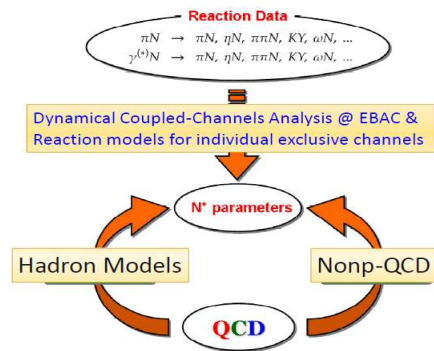 Reaction Data
πN → πN, ηN, ππN, KY, ωN, ...
γ(*)N → πN, ηN, ππN, KY, ωN, ...
Dynamical Coupled-Channels Analysis @ EBAC &
Reaction models for individual exclusive channels
N* parameters
Hadron Models
Nonp-QCD
QCD